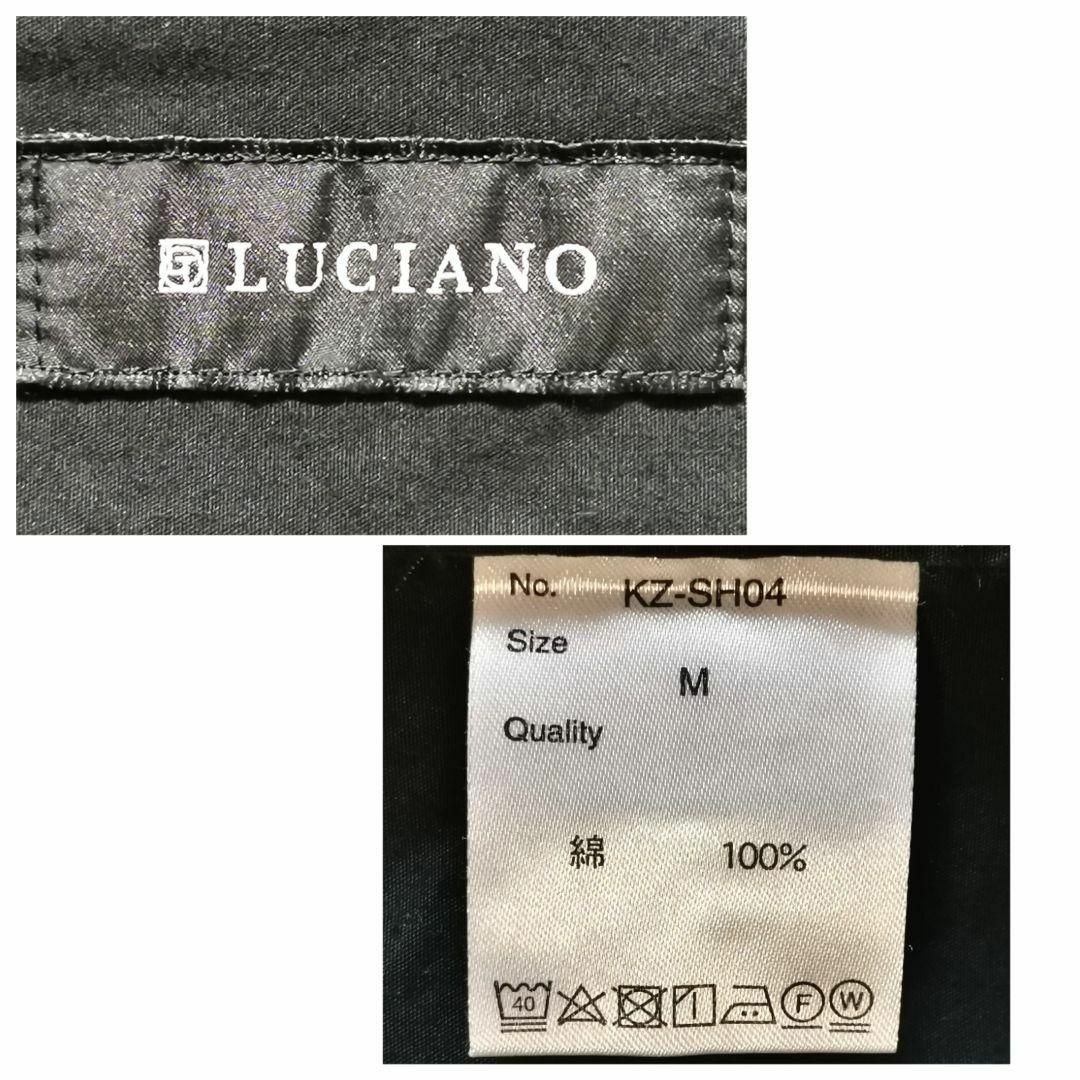 LUCIANO
No. KZ-SH04
Size
M
Quality
綿 100%
40 F W